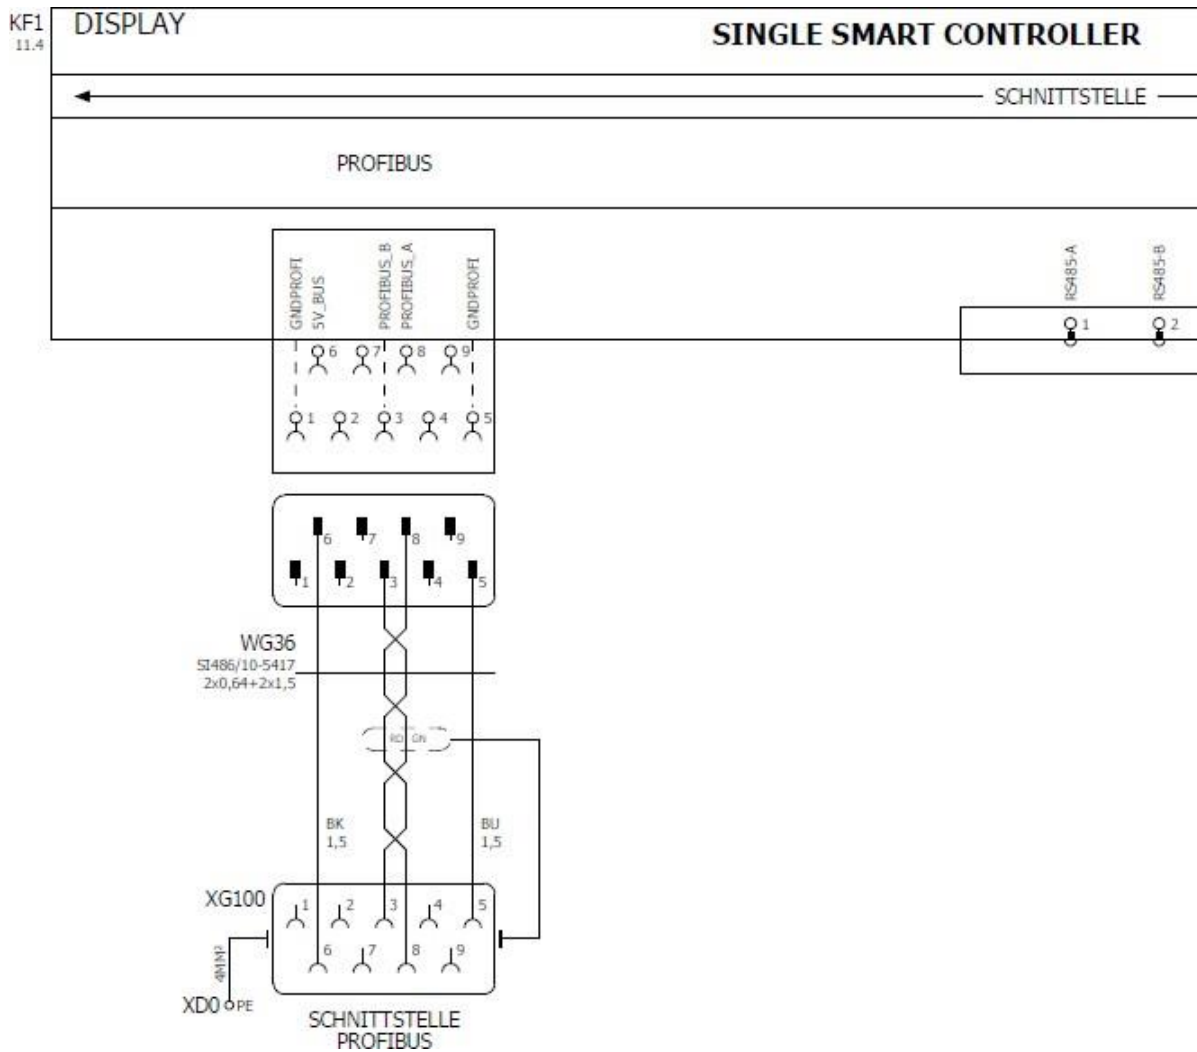 KF1
11.4
DISPLAY
SINGLE SMART CONTROLLER
SCHNITTSTELLE
PROFIBUS
GNDPROFI
5V_BUS
PROFIBUS_B
PROFIBUS_A
GNDPROFI
RS485-A
RS485-B
1 2
6 7 8 9
1 2 3 4 5
6 7 8 9
1 2 3 4 5
WG36
SI486/10-5417
2x0,64+2x1,5
RD GN
BK
1,5
BU
1,5
XG100
1 2 3 4 5
6 7 8 9
4MM²
XD0 PE
SCHNITTSTELLE
PROFIBUS